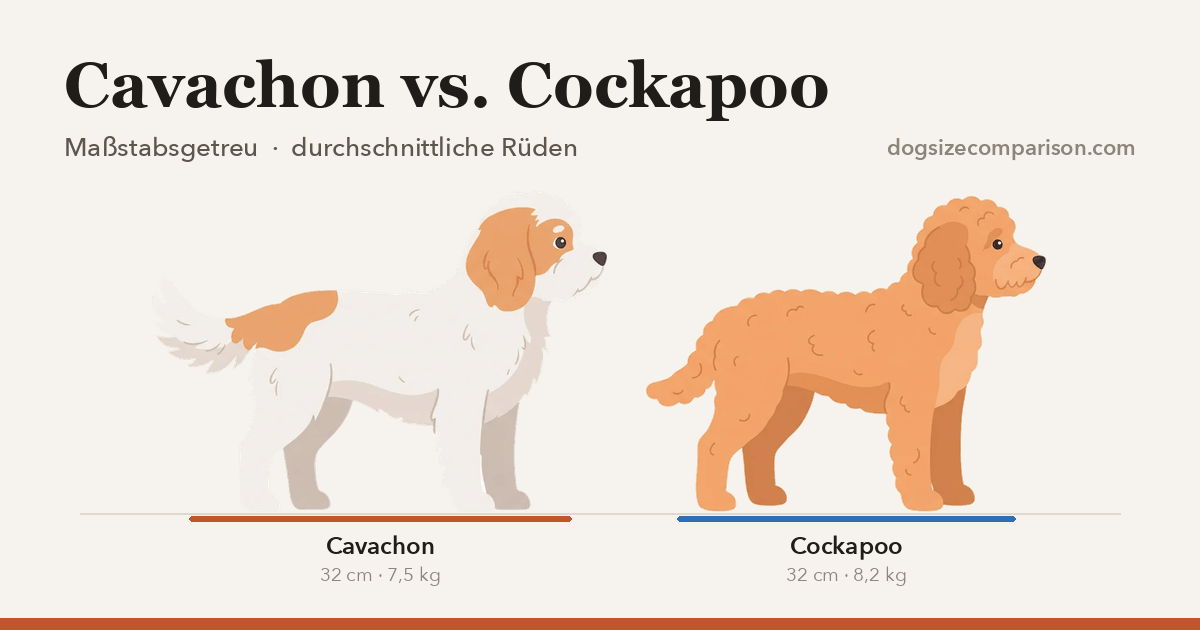 Cavachon vs. Cockapoo
Maßstabsgetreu · durchschnittliche Rüden
dogsizecomparison.com
Cavachon
32 cm · 7,5 kg
Cockapoo
32 cm · 8,2 kg